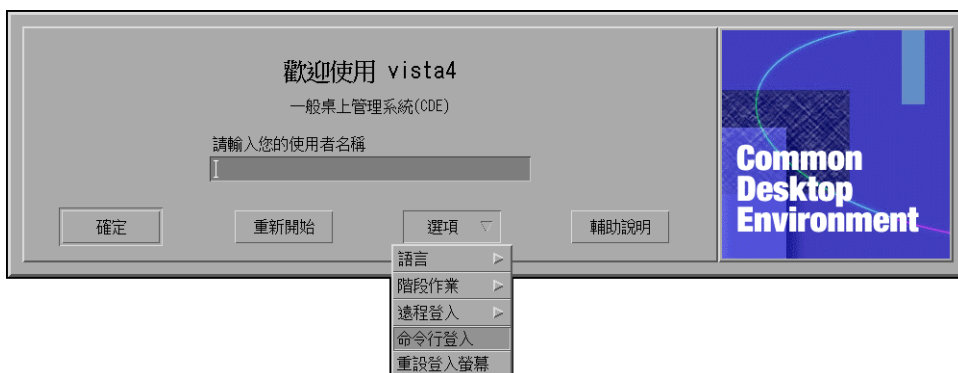 歡迎使用 vista4
一般桌上管理系統(CDE)
請輸入您的使用者名稱
確定
重新開始
選項
輔助說明
語言
階段作業
遠程登入
命令行登入
重設登入螢幕
Common
Desktop
Environment